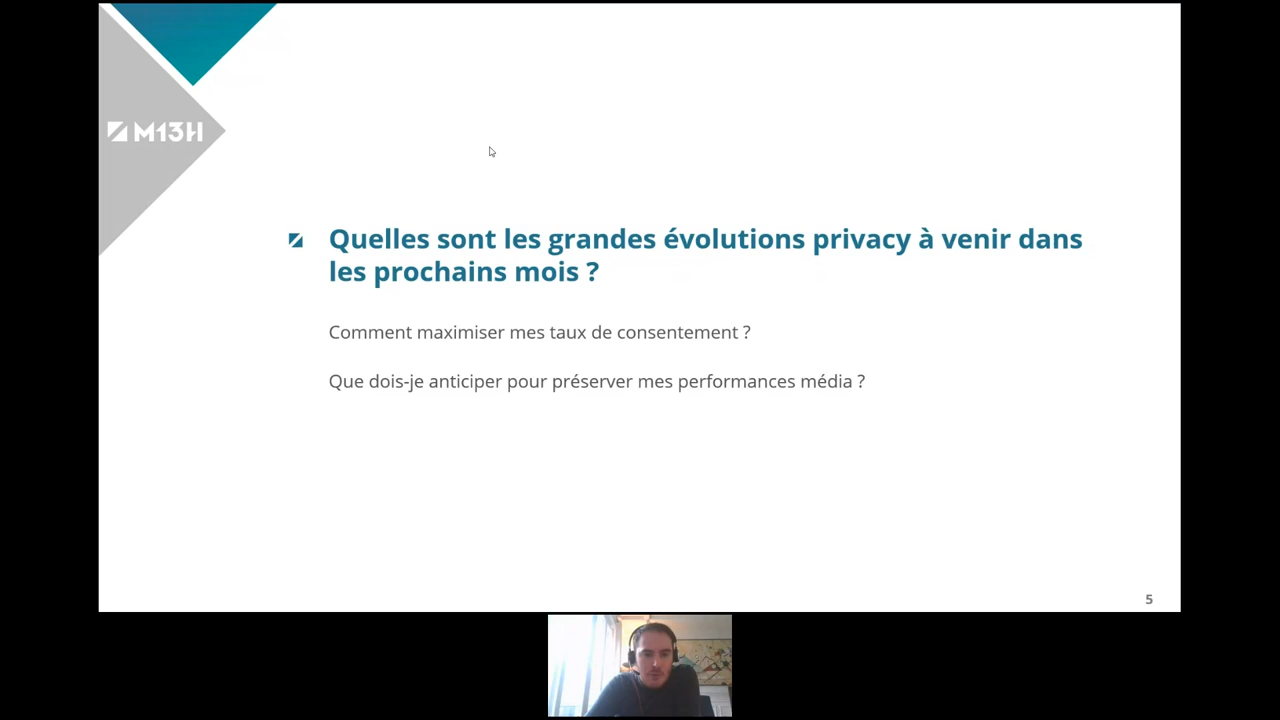 M13H
Quelles sont les grandes évolutions privacy à venir dans
les prochains mois ?
Comment maximiser mes taux de consentement ?
Que dois-je anticiper pour préserver mes performances média ?
5